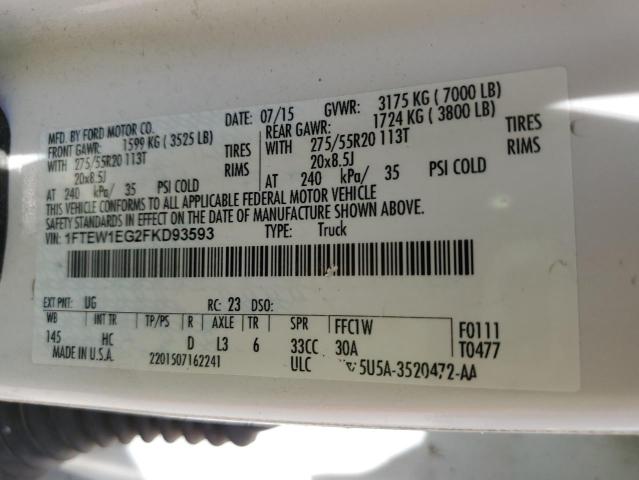 MFD. BY FORD MOTOR CO. DATE: 07/15 GVWR: 3175 KG ( 7000 LB)
FRONT GAWR: 1599 KG ( 3525 LB) REAR GAWR: 1724 KG ( 3800 LB)
WITH 275/55R20 113T TIRES WITH 275/55R20 113T TIRES
20x8.5J RIMS 20x8.5J RIMS
AT 240 kPa/ 35 PSI COLD AT 240 kPa/ 35 PSI COLD
THIS VEHICLE CONFORMS TO ALL APPLICABLE FEDERAL MOTOR VEHICLE
SAFETY STANDARDS IN EFFECT ON THE DATE OF MANUFACTURE SHOWN ABOVE.
VIN: 1FTEW1EG2FKD93593 TYPE: Truck
EXT PNT: UG RC: 23 DSO:
WB INT TR TP/PS R AXLE TR SPR FFC1W F0111
145 HC D L3 6 33CC 30A T0477
MADE IN U.S.A. 2201507162241 ULC 5U5A-3520472-AA